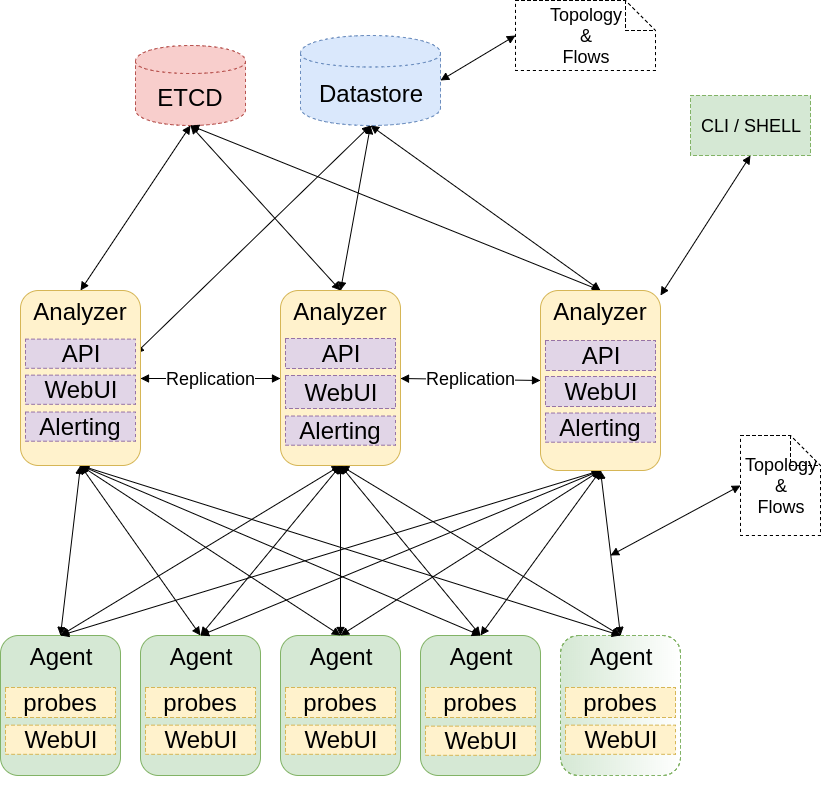 Topology
&
Flows
ETCD
Datastore
CLI / SHELL
Analyzer
API
WebUI
Alerting
Replication
Analyzer
API
WebUI
Alerting
Replication
Analyzer
API
WebUI
Alerting
Topology
&
Flows
Agent
probes
WebUI
Agent
probes
WebUI
Agent
probes
WebUI
Agent
probes
WebUI
Agent
probes
WebUI